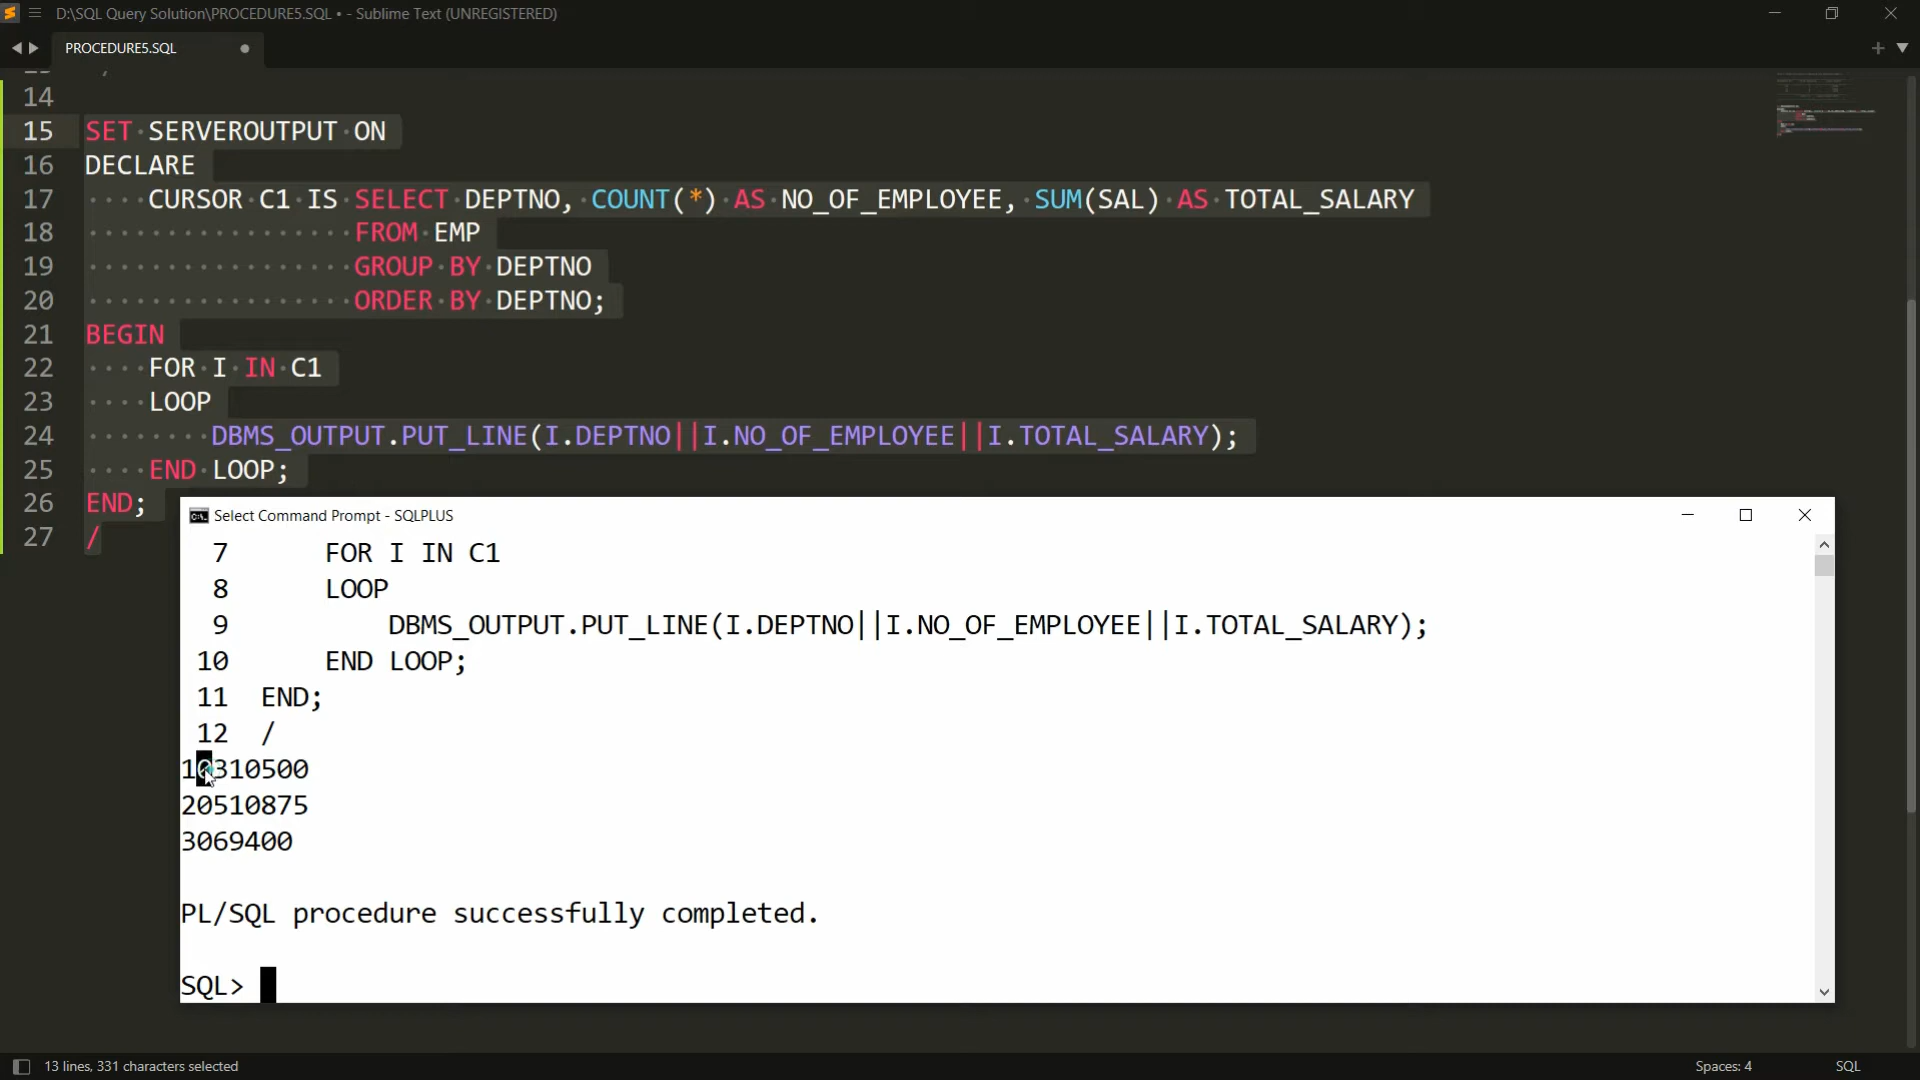 D:\SQL Query Solution\PROCEDURE5.SQL • - Sublime Text (UNREGISTERED)
PROCEDURE5.SQL
14
15 SET SERVEROUTPUT ON
16 DECLARE
17 CURSOR C1 IS SELECT DEPTNO, COUNT(*) AS NO_OF_EMPLOYEE, SUM(SAL) AS TOTAL_SALARY
18 FROM EMP
19 GROUP BY DEPTNO
20 ORDER BY DEPTNO;
21 BEGIN
22 FOR I IN C1
23 LOOP
24 DBMS_OUTPUT.PUT_LINE(I.DEPTNO||I.NO_OF_EMPLOYEE||I.TOTAL_SALARY);
25 END LOOP;
26 END;
27 /
Select Command Prompt - SQLPLUS
7 FOR I IN C1
8 LOOP
9 DBMS_OUTPUT.PUT_LINE(I.DEPTNO||I.NO_OF_EMPLOYEE||I.TOTAL_SALARY);
10 END LOOP;
11 END;
12 /
10310500
20510875
3069400
PL/SQL procedure successfully completed.
SQL>
13 lines, 331 characters selected
Spaces: 4
SQL